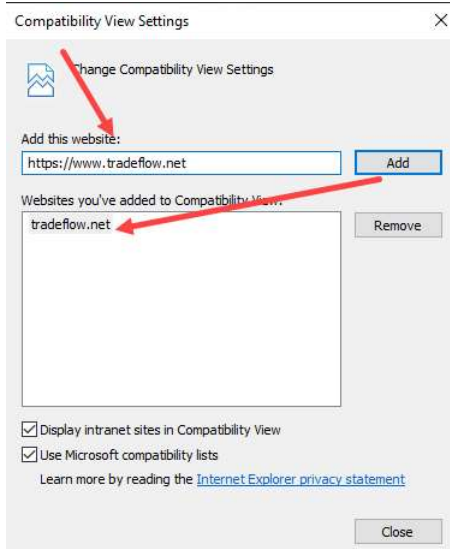 Compatibility View Settings
Change Compatibility View Settings
Add this website:
https://www.tradeflow.net
Add
Websites you've added to Compatibility View:
tradeflow.net
Remove
Display intranet sites in Compatibility View
Use Microsoft compatibility lists
Learn more by reading the Internet Explorer privacy statement
Close